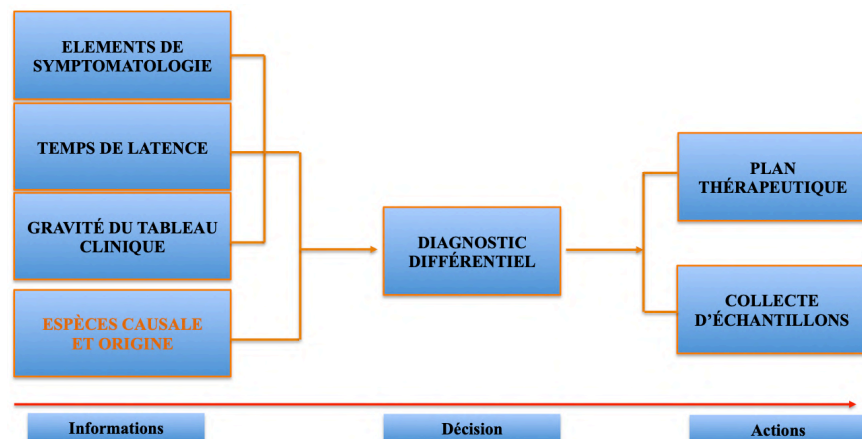 ELEMENTS DE
SYMPTOMATOLOGIE
TEMPS DE LATENCE
GRAVITÉ DU TABLEAU
CLINIQUE
ESPÈCES CAUSALE
ET ORIGINE
DIAGNOSTIC
DIFFÉRENTIEL
PLAN
THÉRAPEUTIQUE
COLLECTE
D'ÉCHANTILLONS
Informations
Décision
Actions